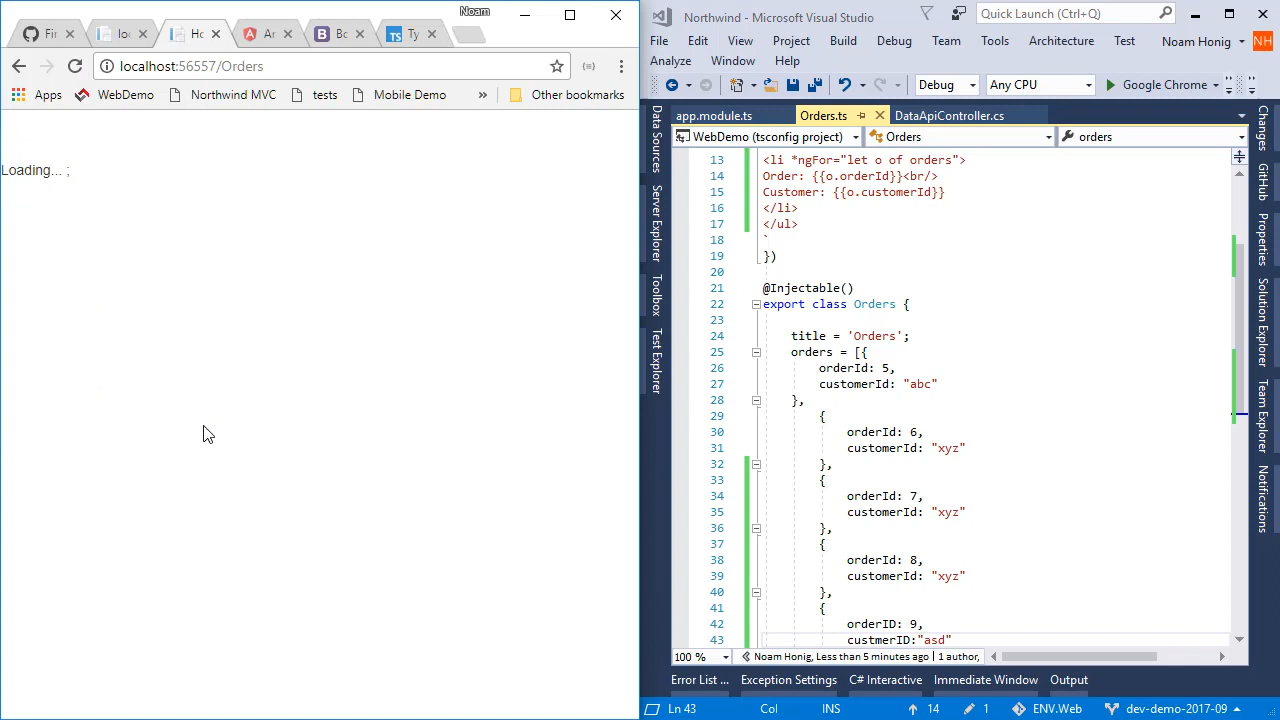 Noam
Fir
loc
Ho
Ar
Bo
Ty
localhost:56557/Orders
Apps
WebDemo
Northwind MVC
tests
Mobile Demo
»
Other bookmarks
Loading... ;
Northwind - Microsoft Visual Studio
Quick Launch (Ctrl+Q)
File Edit View Project Build Debug Team Tools Architecture Test Noam Honig NH
Analyze Window Help
Debug Any CPU Google Chrome
app.module.ts Orders.ts DataApiController.cs
WebDemo (tsconfig project) Orders orders
13 <li *ngFor="let o of orders">
14 Order: {{o.orderId}}<br/>
15 Customer: {{o.customerId}}
16 </li>
17 </ul>
18 `
19 })
20
21 @Injectable()
22 export class Orders {
23
24 title = 'Orders';
25 orders = [{
26 orderId: 5,
27 customerId: "abc"
28 },
29 {
30 orderId: 6,
31 customerId: "xyz"
32 },
33 {
34 orderId: 7,
35 customerId: "xyz"
36 },
37 {
38 orderId: 8,
39 customerId: "xyz"
40 },
41 {
42 orderID: 9,
43 custmerID:"asd"
100 % Noam Honig, Less than 5 minutes ago | 1 author,
Error List ... Exception Settings C# Interactive Immediate Window Output
Ln 43 Col INS 14 1 ENV.Web dev-demo-2017-09
Data Sources
Server Explorer
Toolbox
Test Explorer
Changes
GitHub
Properties
Solution Explorer
Team Explorer
Notifications